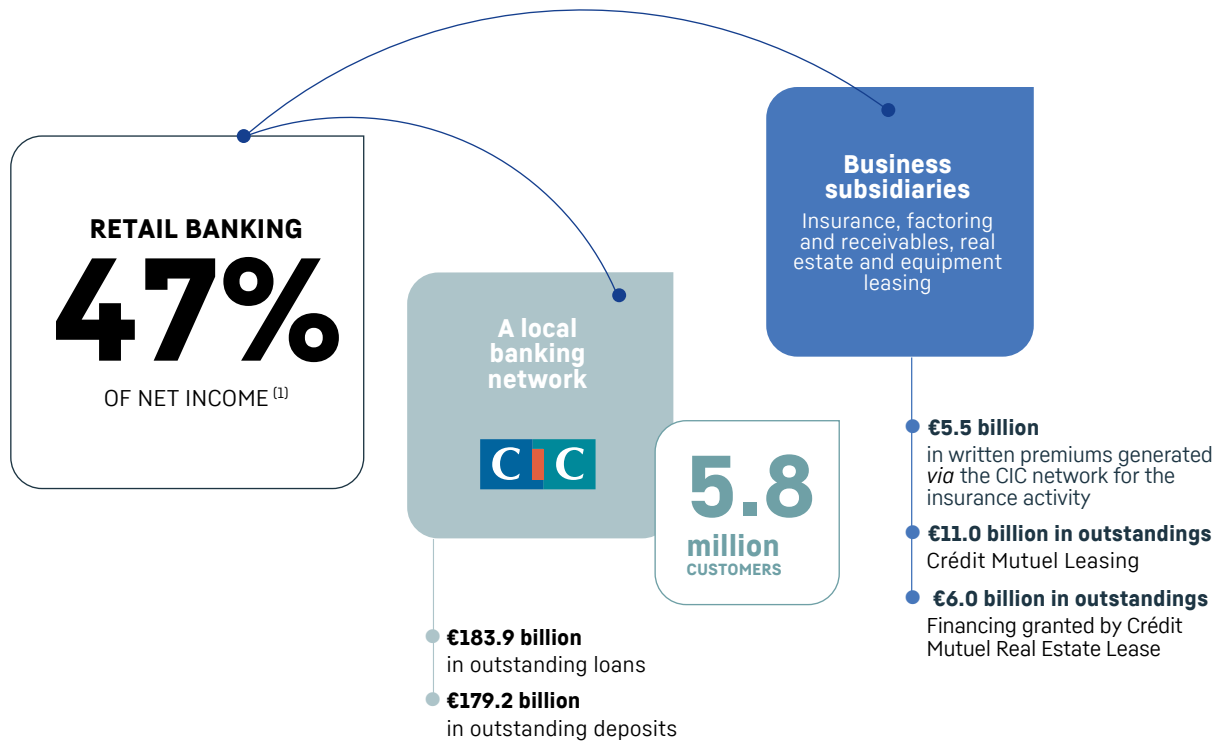 RETAIL BANKING
47%
OF NET INCOME (1)
A local
banking
network
CIC
5.8
million
CUSTOMERS
€183.9 billion
in outstanding loans
€179.2 billion
in outstanding deposits
Business
subsidiaries
Insurance, factoring
and receivables, real
estate and equipment
leasing
€5.5 billion
in written premiums generated
via the CIC network for the
insurance activity
€11.0 billion in outstandings
Crédit Mutuel Leasing
€6.0 billion in outstandings
Financing granted by Crédit
Mutuel Real Estate Lease